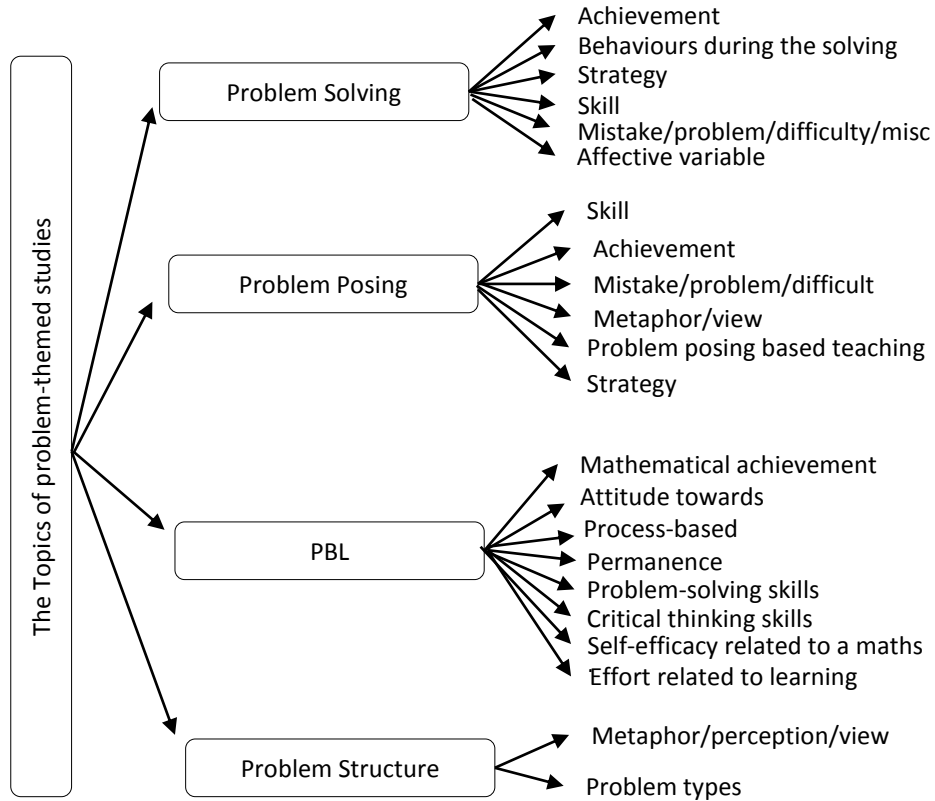 The Topics of problem-themed studies
Problem Solving
Achievement
Behaviours during the solving
Strategy
Skill
Mistake/problem/difficulty/misc
Affective variable
Problem Posing
Skill
Achievement
Mistake/problem/difficult
Metaphor/view
Problem posing based teaching
Strategy
PBL
Mathematical achievement
Attitude towards
Process-based
Permanence
Problem-solving skills
Critical thinking skills
Self-efficacy related to a maths
Effort related to learning
Problem Structure
Metaphor/perception/view
Problem types